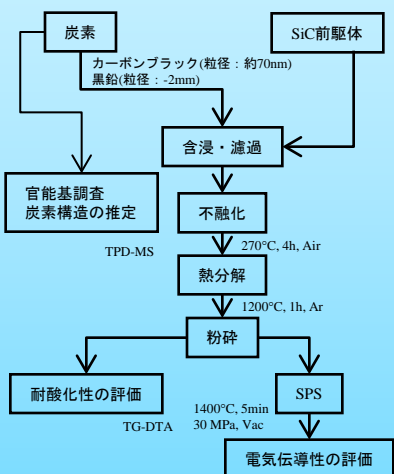 炭素
SiC前駆体
カーボンブラック(粒径：約70nm)
黒鉛(粒径：-2mm)
含浸・濾過
官能基調査
炭素構造の推定
不融化
TPD-MS
270°C, 4h, Air
熱分解
1200°C, 1h, Ar
粉砕
耐酸化性の評価
SPS
TG-DTA
1400°C, 5min
30 MPa, Vac
電気伝導性の評価